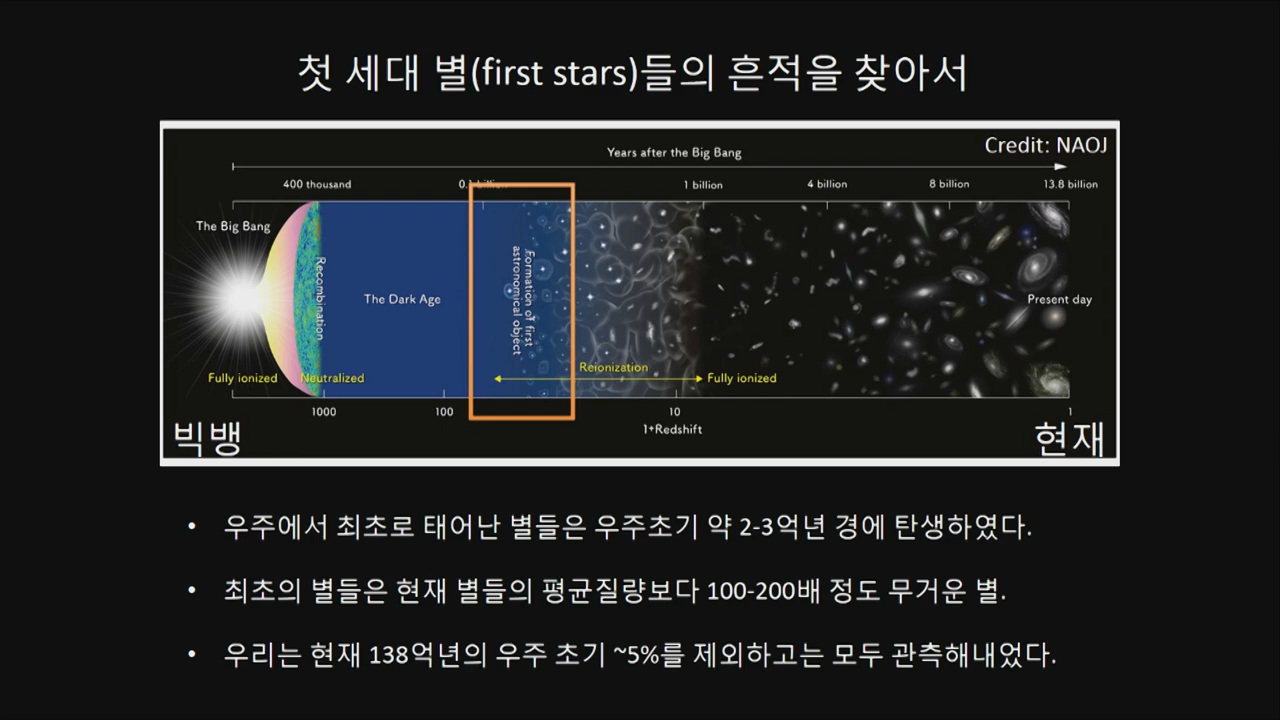 첫 세대 별(first stars)들의 흔적을 찾아서
Credit: NAOJ
Years after the Big Bang
400 thousand
0.1 billion
1 billion
4 billion
8 billion
13.8 billion
The Big Bang
Recombination
The Dark Age
Formation of first
astronomical object
Present day
Reionization
Fully ionized
Neutralized
Fully ionized
1000
100
10
1
1+Redshift
빅뱅
현재
• 우주에서 최초로 태어난 별들은 우주초기 약 2-3억년 경에 탄생하였다.
• 최초의 별들은 현재 별들의 평균질량보다 100-200배 정도 무거운 별.
• 우리는 현재 138억년의 우주 초기 ~5%를 제외하고는 모두 관측해내었다.